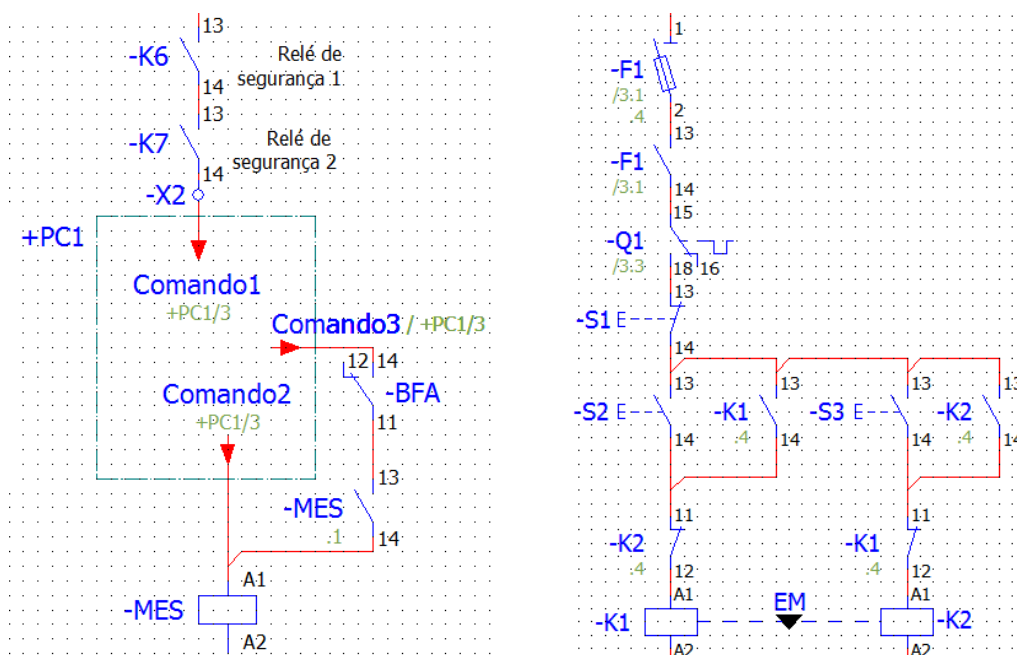 13
-K6
Relé de
segurança 1
14
13
-K7
Relé de
segurança 2
14
-X2
+PC1
Comando1
+PC1/3
Comando3 / +PC1/3
12 14
-BFA
11
Comando2
+PC1/3
13
-MES
.1
14
A1
-MES
A2
1
-F1
/3.1
.4
2
13
-F1
/3.1
14
15
-Q1
/3.3
18 16
13
-S1
14
13 13 13 13
-S2 -K1 -S3 -K2
.4 .4
14 14 14 14
11 11
-K2 -K1
.4 .4
12 12
A1 EM A1
-K1 -K2
A2 A2